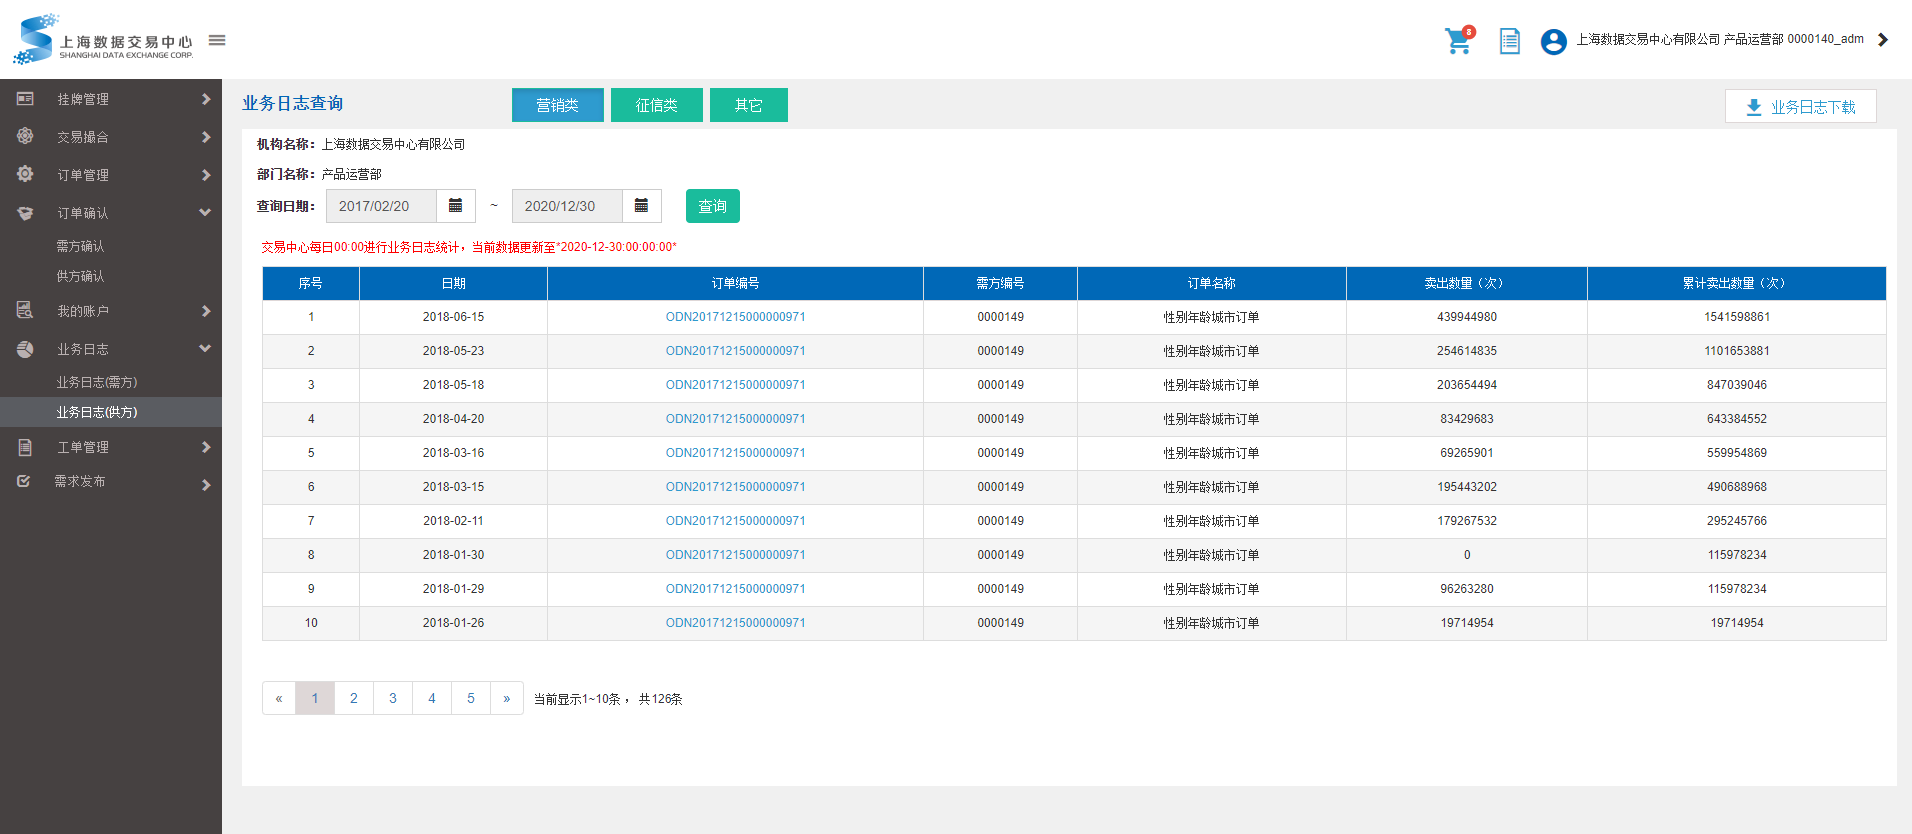 上海数据交易中心
SHANGHAI DATA EXCHANGE CORP.
8
上海数据交易中心有限公司 产品运营部 0000140_adm
挂牌管理
交易撮合
订单管理
订单确认
需方确认
供方确认
我的账户
业务日志
业务日志(需方)
业务日志(供方)
工单管理
需求发布
业务日志查询 营销类 征信类 其它 业务日志下载
机构名称：上海数据交易中心有限公司
部门名称：产品运营部
查询日期： 2017/02/20 ~ 2020/12/30 查询
交易中心每日00:00进行业务日志统计，当前数据更新至*2020-12-30:00:00:00*
序号 日期 订单编号 需方编号 订单名称 卖出数量（次） 累计卖出数量（次）
1 2018-06-15 ODN20171215000000971 0000149 性别年龄城市订单 439944980 1541598861
2 2018-05-23 ODN20171215000000971 0000149 性别年龄城市订单 254614835 1101653881
3 2018-05-18 ODN20171215000000971 0000149 性别年龄城市订单 203654494 847039046
4 2018-04-20 ODN20171215000000971 0000149 性别年龄城市订单 83429683 643384552
5 2018-03-16 ODN20171215000000971 0000149 性别年龄城市订单 69265901 559954869
6 2018-03-15 ODN20171215000000971 0000149 性别年龄城市订单 195443202 490688968
7 2018-02-11 ODN20171215000000971 0000149 性别年龄城市订单 179267532 295245766
8 2018-01-30 ODN20171215000000971 0000149 性别年龄城市订单 0 115978234
9 2018-01-29 ODN20171215000000971 0000149 性别年龄城市订单 96263280 115978234
10 2018-01-26 ODN20171215000000971 0000149 性别年龄城市订单 19714954 19714954
« 1 2 3 4 5 » 当前显示1~10条 ，共126条